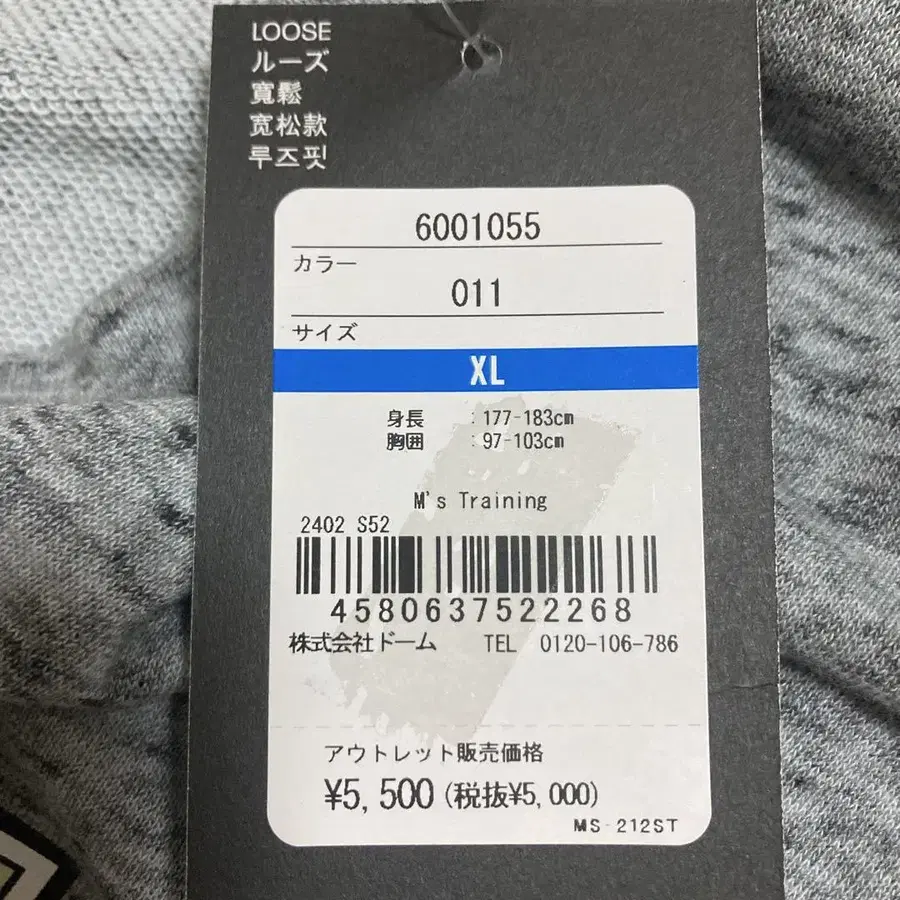 LOOSE
ルーズ
寬鬆
宽松款
루즈핏
6001055
カラー
011
サイズ
XL
身長 : 177-183cm
胸囲 : 97-103cm
M's Training
2402 S52
4580637522268
株式会社ドーム TEL 0120-106-786
アウトレット販売価格
¥5,500(税抜¥5,000)
MS-212ST